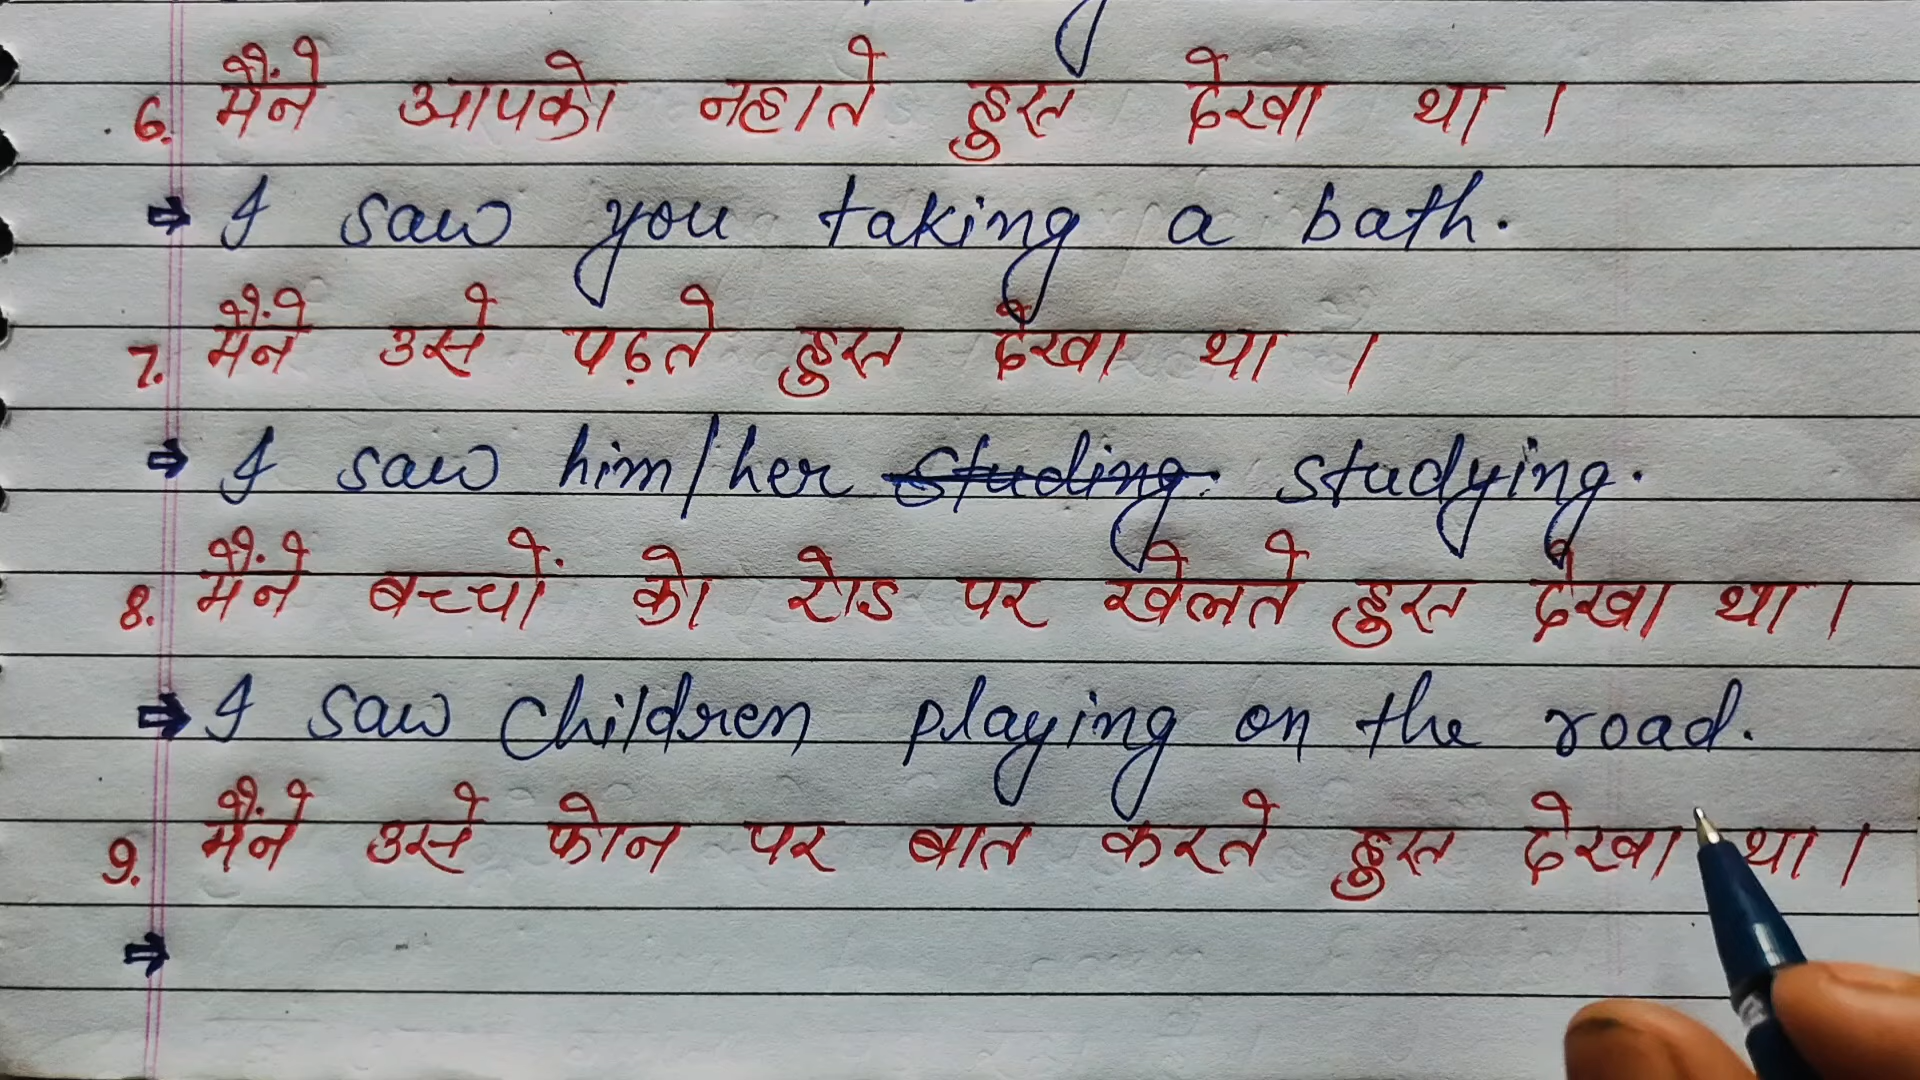 6. मैंने आपको नहाते हुए देखा था ।
⇒ I saw you taking a bath.
7. मैंने उसे पढ़ते हुए देखा था ।
⇒ I saw him/her studing. studying.
8. मैंने बच्चों को रोड पर खेलते हुए देखा था ।
⇒ I saw children playing on the road.
9. मैंने उसे फोन पर बात करते हुए देखा था ।
⇒